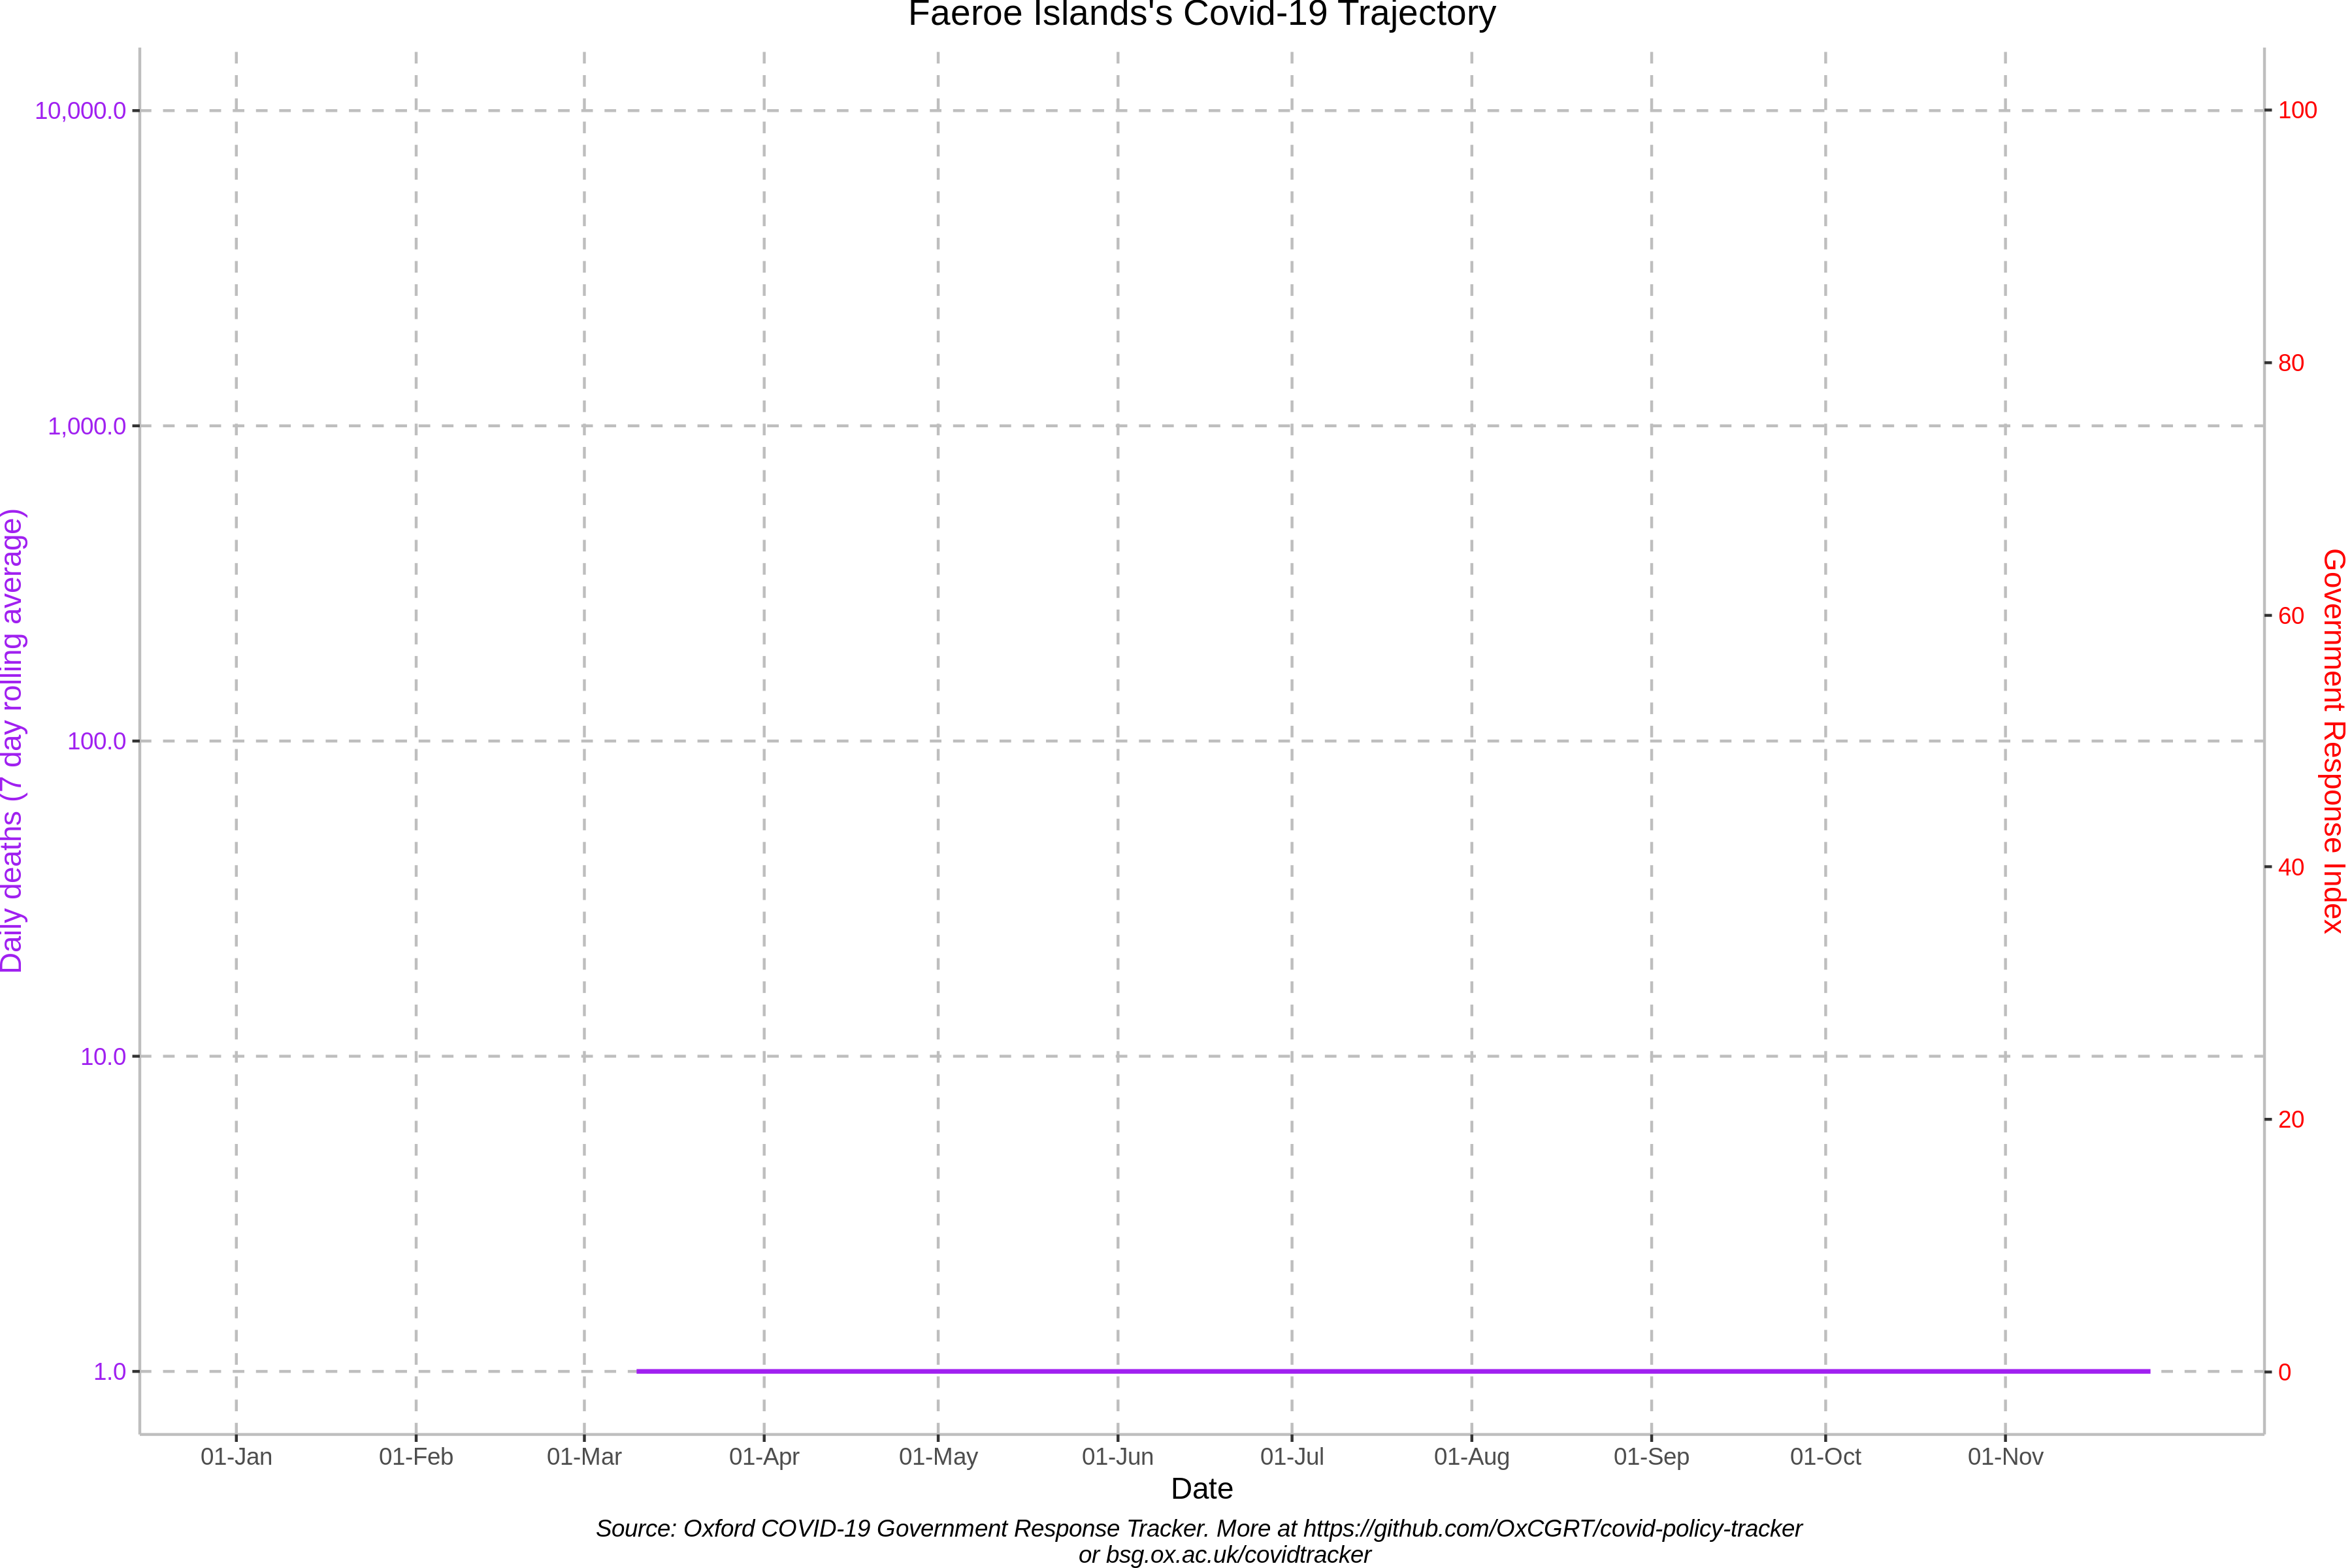 Faeroe Islands's Covid-19 Trajectory
10,000.0
1,000.0
100.0
10.0
1.0
Daily deaths (7 day rolling average)
100
80
60
40
20
0
Government Response Index
01-Jan 01-Feb 01-Mar 01-Apr 01-May 01-Jun 01-Jul 01-Aug 01-Sep 01-Oct 01-Nov
Date
Source: Oxford COVID-19 Government Response Tracker. More at https://github.com/OxCGRT/covid-policy-tracker
or bsg.ox.ac.uk/covidtracker